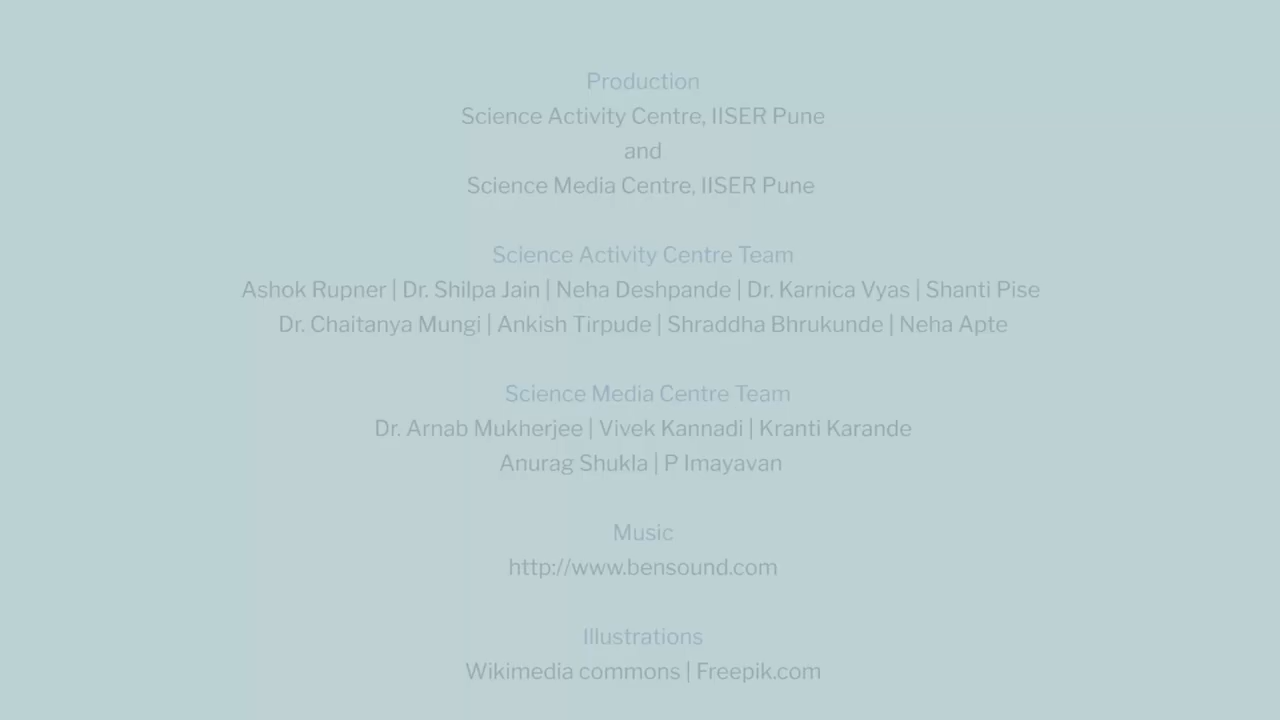 Production
Science Activity Centre, IISER Pune
and
Science Media Centre, IISER Pune
Science Activity Centre Team
Ashok Rupner | Dr. Shilpa Jain | Neha Deshpande | Dr. Karnica Vyas | Shanti Pise
Dr. Chaitanya Mungi | Ankish Tirpude | Shraddha Bhrukunde | Neha Apte
Science Media Centre Team
Dr. Arnab Mukherjee | Vivek Kannadi | Kranti Karande
Anurag Shukla | P Imayavan
Music
http://www.bensound.com
Illustrations
Wikimedia commons | Freepik.com